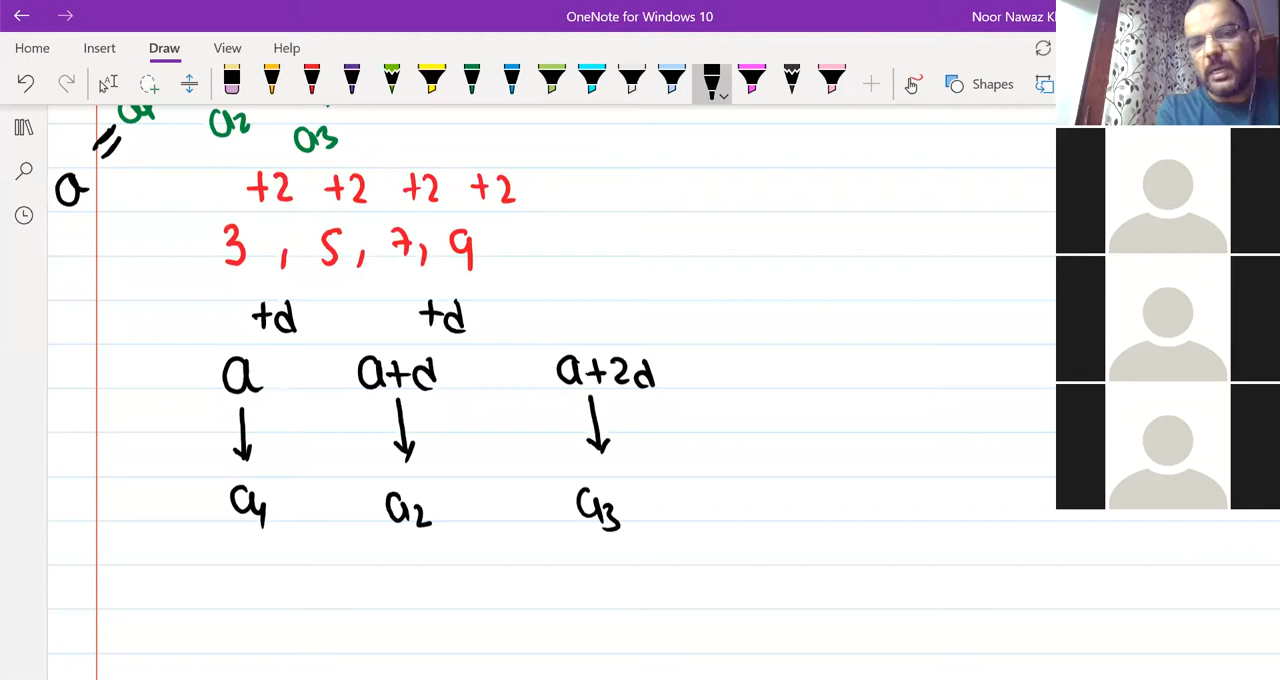 OneNote for Windows 10
Noor Nawaz
Home Insert Draw View Help
Shapes
a1 a2 a3
a +2 +2 +2 +2
3 , 5 , 7, 9
+d +d
a a+d a+2d
a1 a2 a3